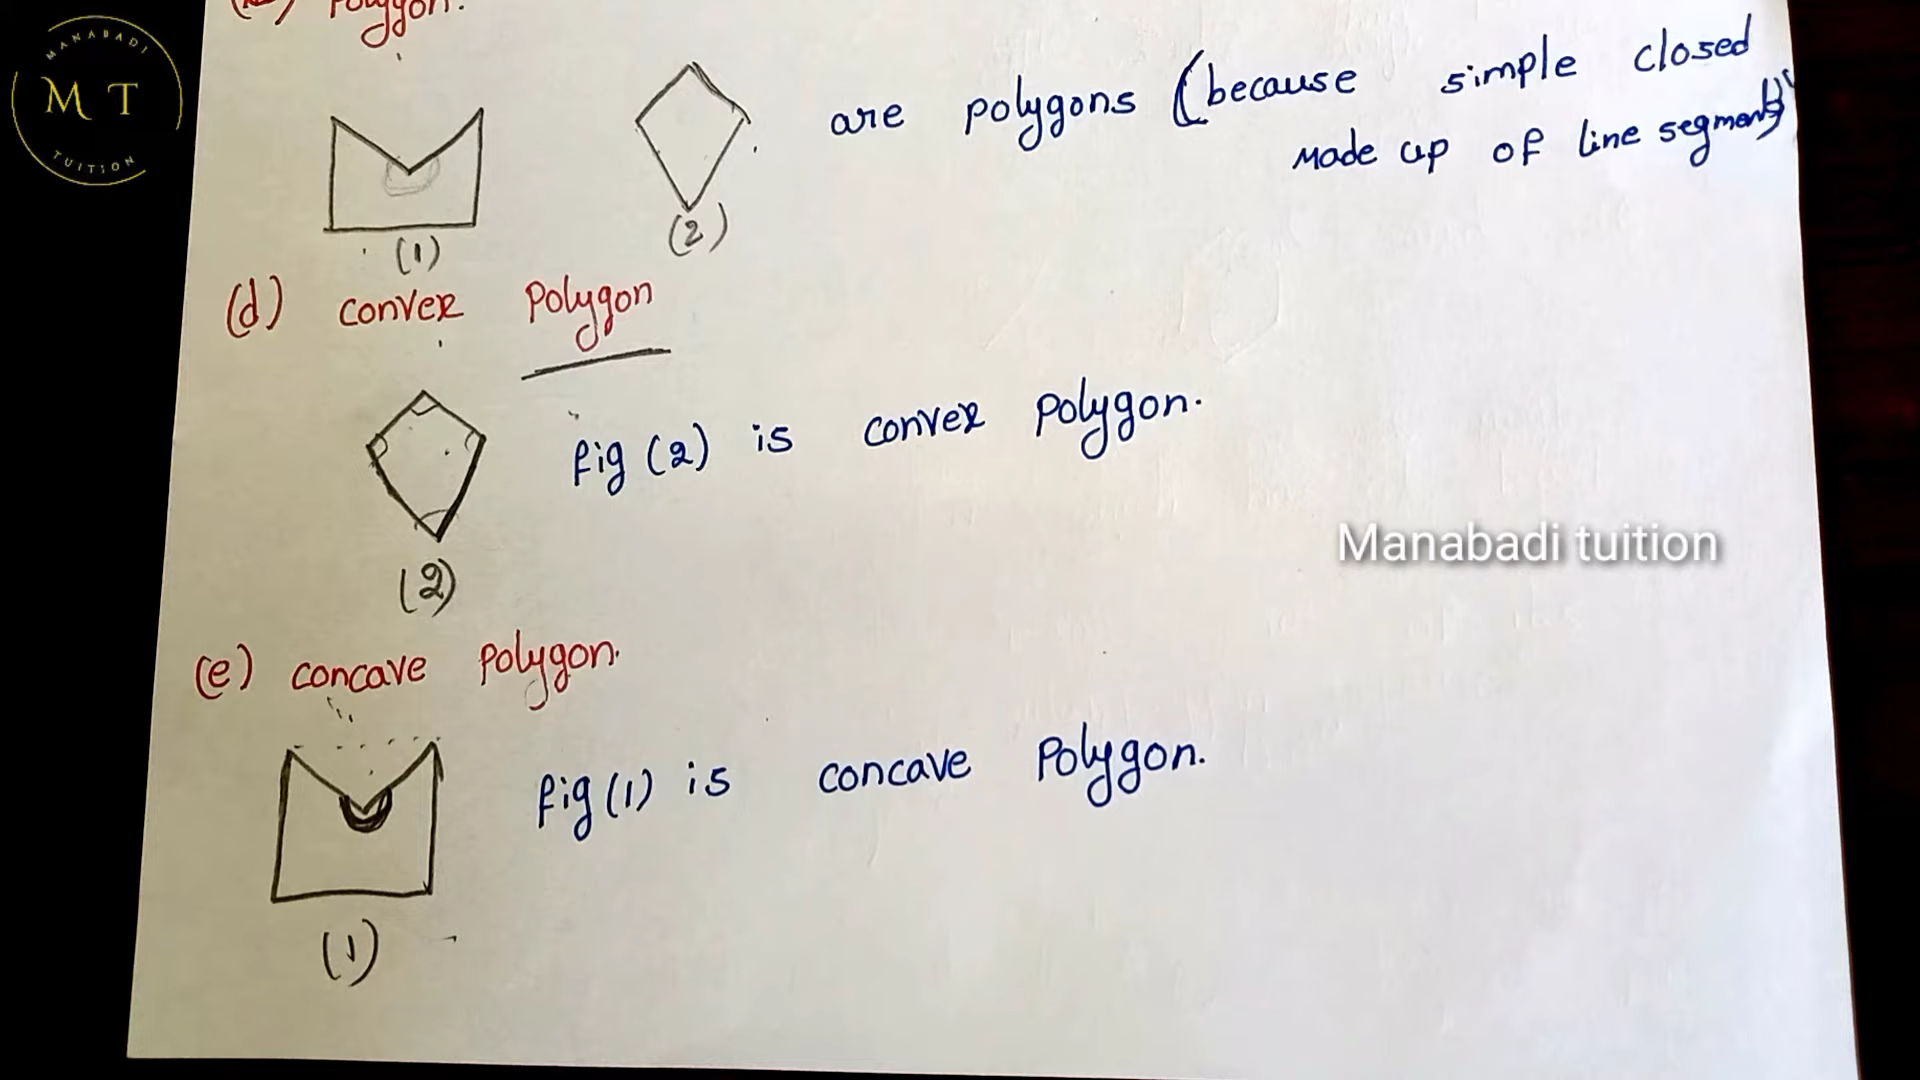 MANABADI
M T
TUITION
Polygon.
are polygons (because simple closed
Made up of line segments)
(1)
(2)
(d) convex Polygon
fig (2) is convex polygon.
(2)
Manabadi tuition
(e) concave polygon.
fig (1) is concave Polygon.
(1)